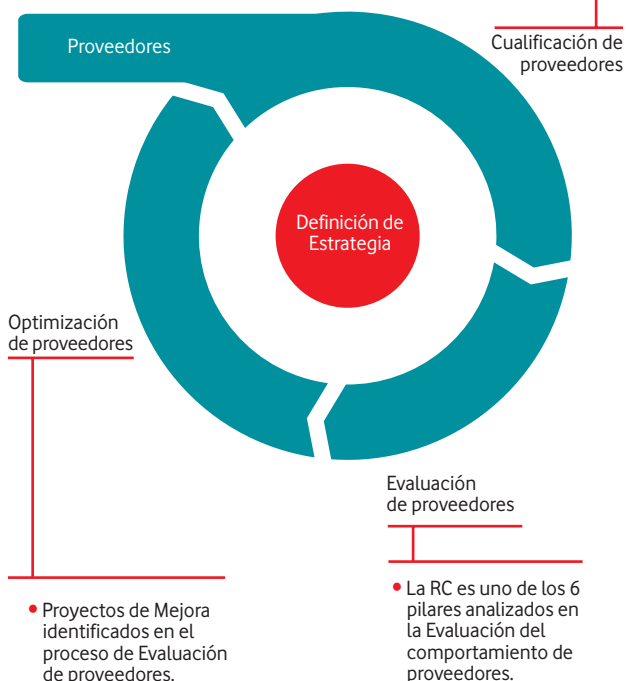 Proveedores
Cualificación de
proveedores
Definición de
Estrategia
Optimización
de proveedores
Evaluación
de proveedores
• Proyectos de Mejora
identificados en el
proceso de Evaluación
de proveedores.
• La RC es uno de los 6
pilares analizados en
la Evaluación del
comportamiento de
proveedores.